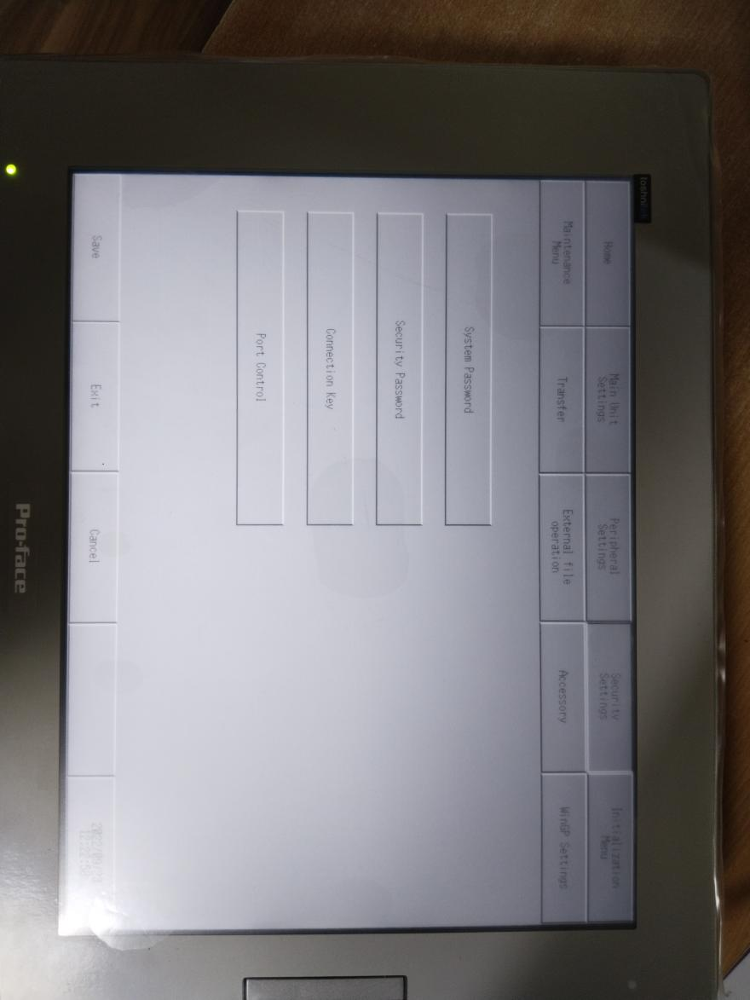 Home
Main Unit
Settings
Peripheral
Settings
Security
Settings
Initialization
Menu
Maintenance
Menu
Transfer
External file
operation
Accessory
WinGP Settings
System Password
Security Password
Connection Key
Port Control
Save
Exit
Cancel
Pro-face